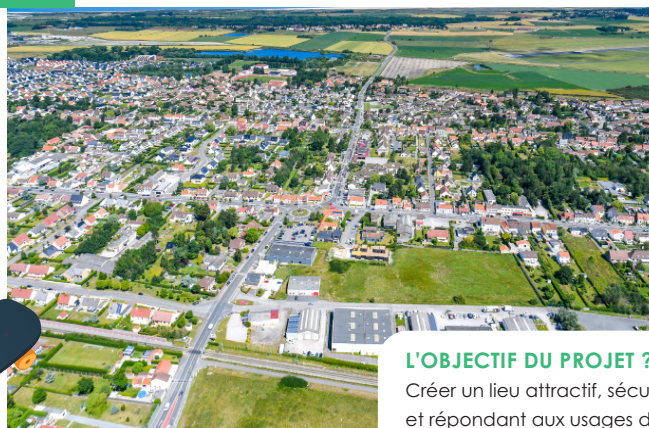 L'OBJECTIF DU PROJET ?
Créer un lieu attractif, sécu
et répondant aux usages d